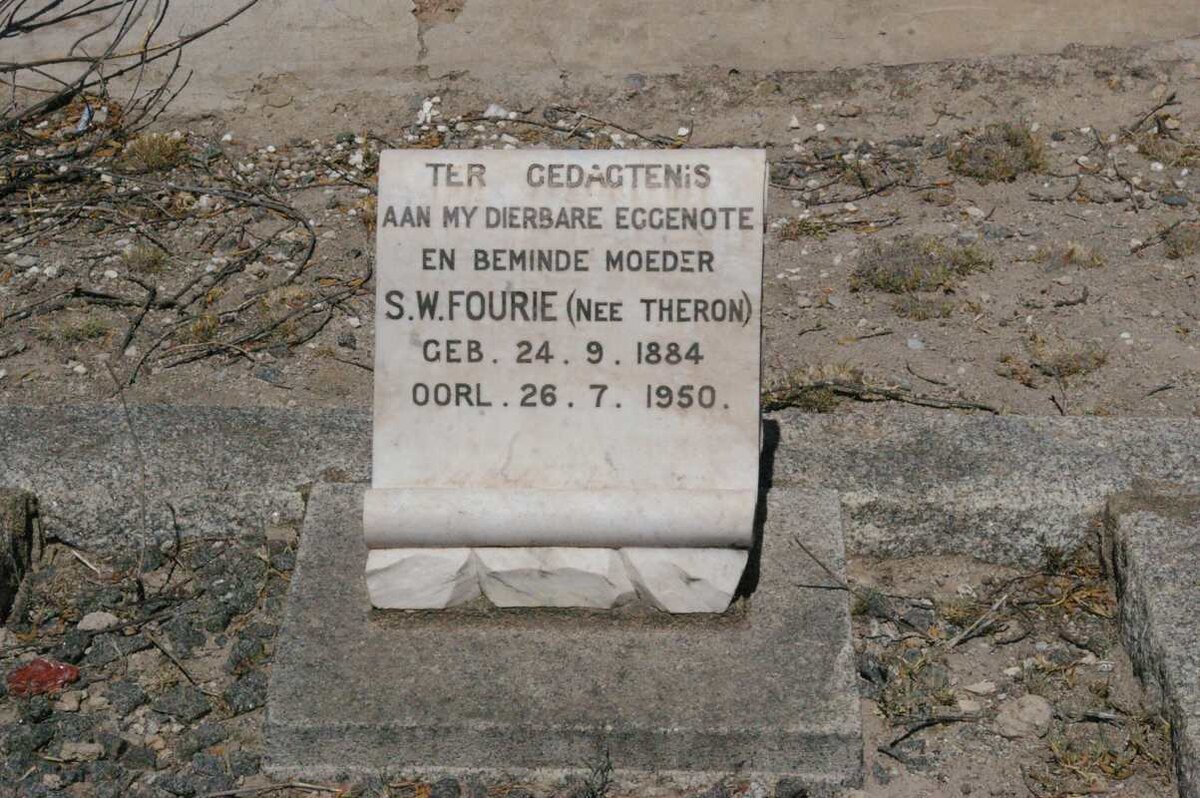 TER GEDAGTENIS
AAN MY DIERBARE EGGENOTE
EN BEMINDE MOEDER
S.W. FOURIE (NEE THERON)
GEB. 24. 9. 1884
OORL. 26. 7. 1950.